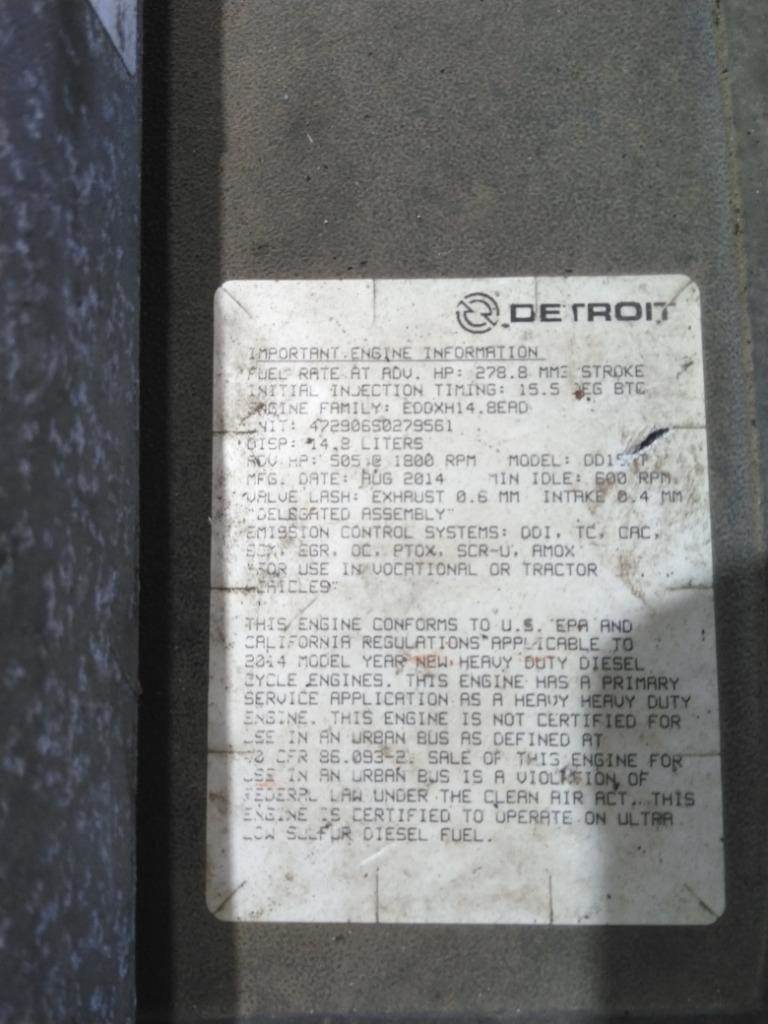 DETROIT
IMPORTANT ENGINE INFORMATION
FUEL RATE AT ADV. HP: 278.8 MM3 STROKE
INITIAL INJECTION TIMING: 15.5 DEG BTC
ENGINE FAMILY: EDDXH14.8EAD
UNIT: 472906S0279561
DISP: 14.8 LITERS
ADV HP: 505 @ 1800 RPM MODEL:
MFG. DATE: AUG 2014 MIN IDLE: 600 RPM
VALVE LASH: EXHAUST 0.6 MM INTAKE 0.4 MM
"DELEGATED ASSEMBLY"
EMISSION CONTROL SYSTEMS: DDI, TC, CAC,
ECM, EGR, OC, PTOX, SCR-U, AMOX
"FOR USE IN VOCATIONAL OR TRACTOR
VEHICLES"
THIS ENGINE CONFORMS TO U.S. EPA AND
CALIFORNIA REGULATIONS APPLICABLE TO
2014 MODEL YEAR NEW HEAVY DUTY DIESEL
CYCLE ENGINES. THIS ENGINE HAS A PRIMARY
SERVICE APPLICATION AS A HEAVY HEAVY DUTY
ENGINE. THIS ENGINE IS NOT CERTIFIED FOR
USE IN AN URBAN BUS AS DEFINED AT
40 CFR 86.093-2. SALE OF THIS ENGINE FOR
USE IN AN URBAN BUS IS A VIOLATION OF
FEDERAL LAW UNDER THE CLEAN AIR ACT. THIS
ENGINE IS CERTIFIED TO OPERATE ON ULTRA
LOW SULFUR DIESEL FUEL.